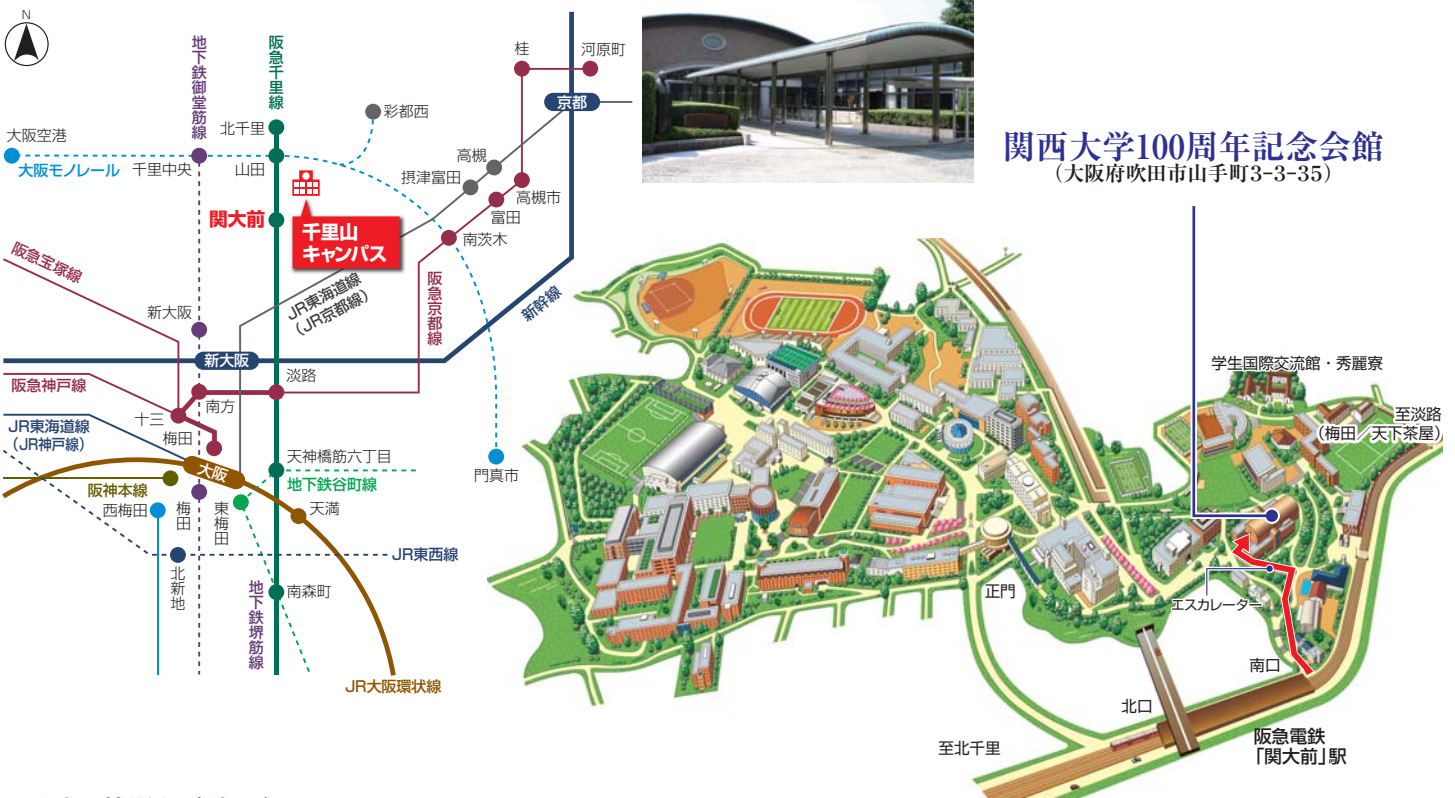 N
地下鉄御堂筋線
阪急千里線
桂
河原町
京都
彩都西
大阪空港
北千里
大阪モノレール
千里中央
山田
高槻
摂津富田
高槻市
富田
関大前
千里山
キャンパス
南茨木
阪急宝塚線
JR東海道線
(JR京都線)
阪急京都線
新幹線
新大阪
新大阪
淡路
阪急神戸線
南方
十三
JR東海道線
(JR神戸線)
梅田
大阪
天神橋筋六丁目
地下鉄谷町線
門真市
阪神本線
西梅田
梅田
東梅田
天満
JR東西線
北新地
地下鉄堺筋線
南森町
JR大阪環状線
関西大学100周年記念会館
(大阪府吹田市山手町3-3-35)
学生国際交流館・秀麗寮
至淡路
(梅田／天下茶屋)
正門
エスカレーター
南口
北口
至北千里
阪急電鉄
「関大前」駅